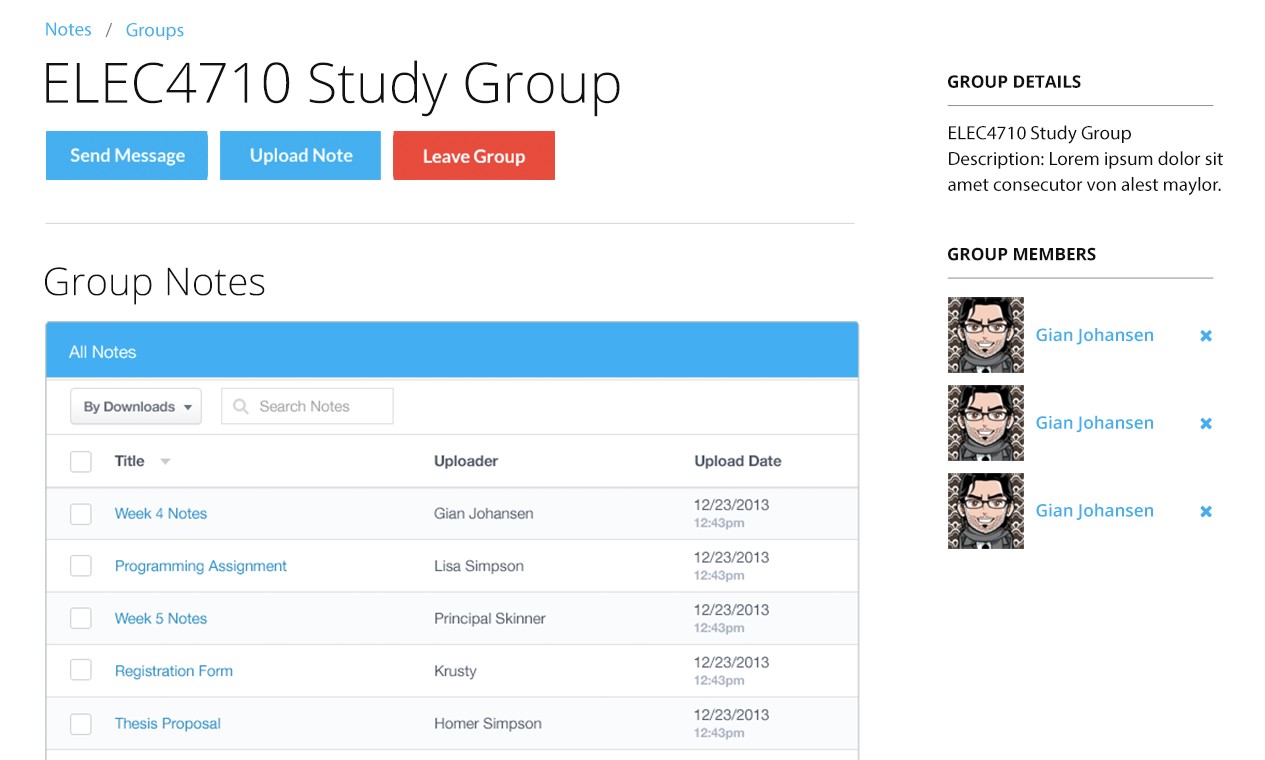 Notes / Groups
ELEC4710 Study Group
Send Message Upload Note Leave Group
Group Notes
All Notes
By Downloads Search Notes
Title Uploader Upload Date
Week 4 Notes Gian Johansen 12/23/2013
12:43pm
Programming Assignment Lisa Simpson 12/23/2013
12:43pm
Week 5 Notes Principal Skinner 12/23/2013
12:43pm
Registration Form Krusty 12/23/2013
12:43pm
Thesis Proposal Homer Simpson 12/23/2013
12:43pm
GROUP DETAILS
ELEC4710 Study Group
Description: Lorem ipsum dolor sit
amet consecutor von alest maylor.
GROUP MEMBERS
Gian Johansen
Gian Johansen
Gian Johansen